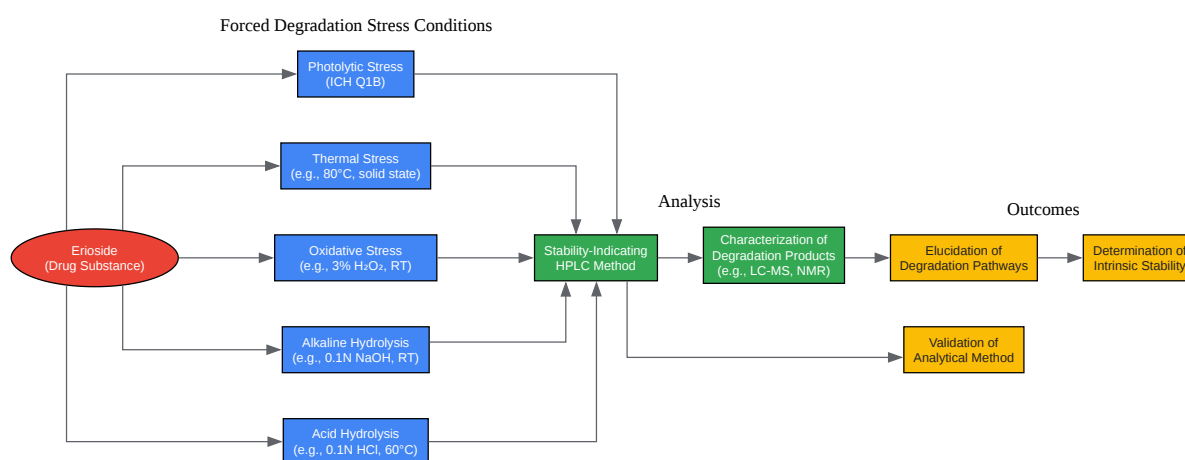 Forced Degradation Stress Conditions
Photolytic Stress
(ICH Q1B)
Thermal Stress
(e.g., 80°C, solid state)
Analysis
Outcomes
Erioside
(Drug Substance)
Oxidative Stress
(e.g., 3% H₂O₂, RT)
Stability-Indicating
HPLC Method
Characterization of
Degradation Products
(e.g., LC-MS, NMR)
Elucidation of
Degradation Pathways
Determination of
Intrinsic Stability
Alkaline Hydrolysis
(e.g., 0.1N NaOH, RT)
Validation of
Analytical Method
Acid Hydrolysis
(e.g., 0.1N HCl, 60°C)